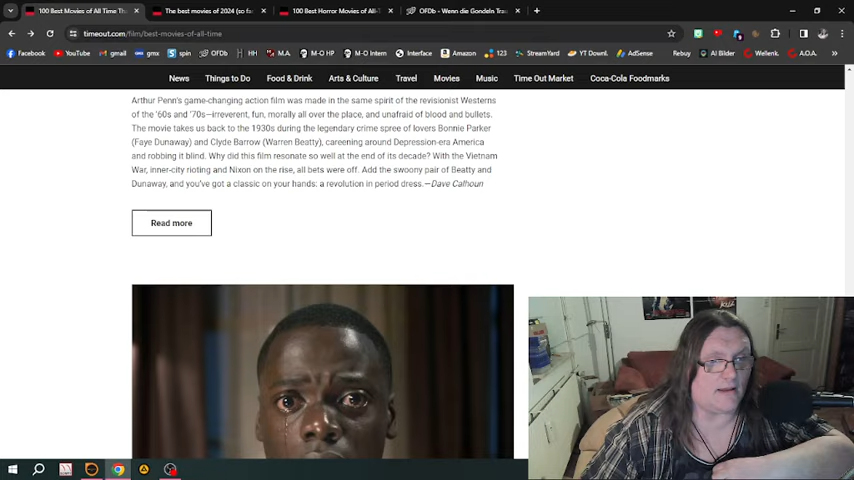 100 Best Movies of All Time Th
The best movies of 2024 (so fa
100 Best Horror Movies of All-T
OFDb - Wenn die Gondeln Tra
timeout.com/film/best-movies-of-all-time
Facebook YouTube gmail gmx spin OFDb HH M.A. M-O HP M-O Intern Interface Amazon 123 StreamYard YT Downl. AdSense Rebuy AI Bilder Wellenk. A.O.A.
News Things to Do Food & Drink Arts & Culture Travel Movies Music Time Out Market Coca-Cola Foodmarks
Arthur Penn's game-changing action film was made in the same spirit of the revisionist Westerns
of the '60s and '70s—irreverent, fun, morally all over the place, and unafraid of blood and bullets.
The movie takes us back to the 1930s during the legendary crime spree of lovers Bonnie Parker
(Faye Dunaway) and Clyde Barrow (Warren Beatty), careening around Depression-era America
and robbing it blind. Why did this film resonate so well at the end of its decade? With the Vietnam
War, inner-city rioting and Nixon on the rise, all bets were off. Add the swoony pair of Beatty and
Dunaway, and you've got a classic on your hands: a revolution in period dress.—Dave Calhoun
Read more